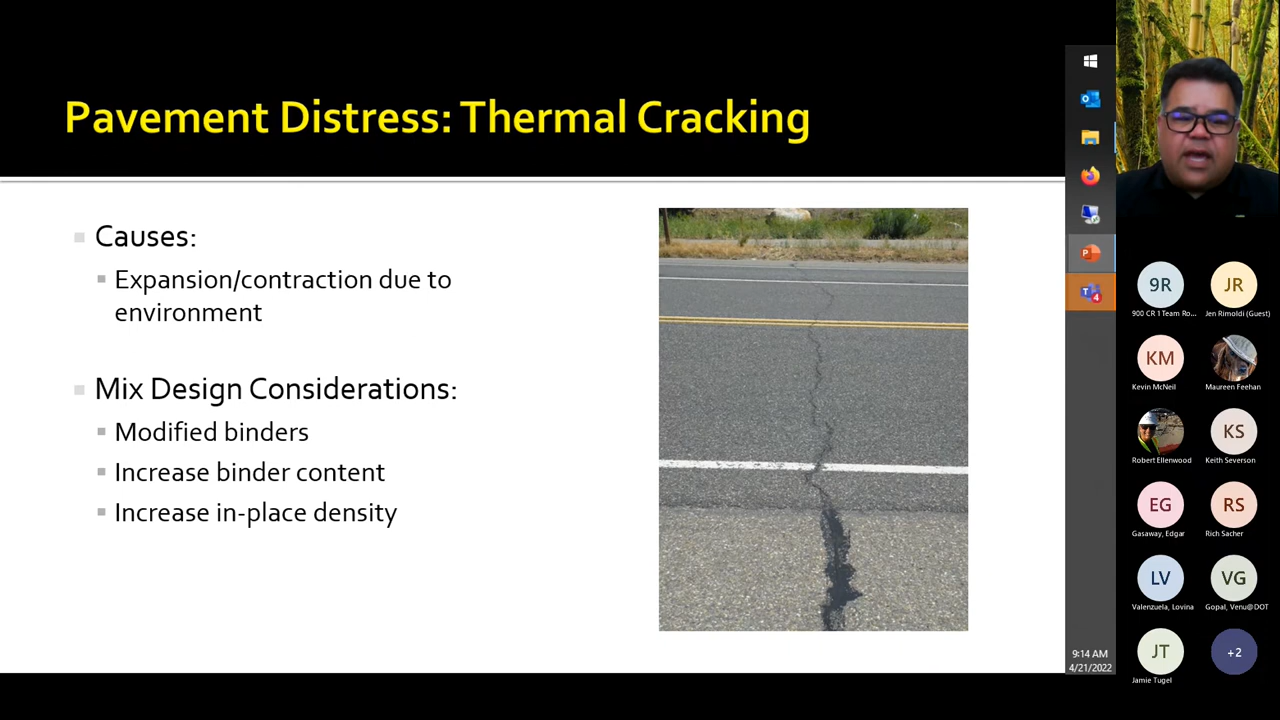 Pavement Distress: Thermal Cracking
Causes:
Expansion/contraction due to
environment
Mix Design Considerations:
Modified binders
Increase binder content
Increase in-place density
P
T
4
9:14 AM
4/21/2022
9R
900 CR 1 Team Ro...
JR
Jen Rimoldi (Guest)
KM
Kevin McNeil
Maureen Feehan
Robert Ellenwood
KS
Keith Severson
EG
Gasaway, Edgar
RS
Rich Sacher
LV
Valenzuela, Lovina
VG
Gopal, Venu@DOT
JT
Jamie Tugel
+2